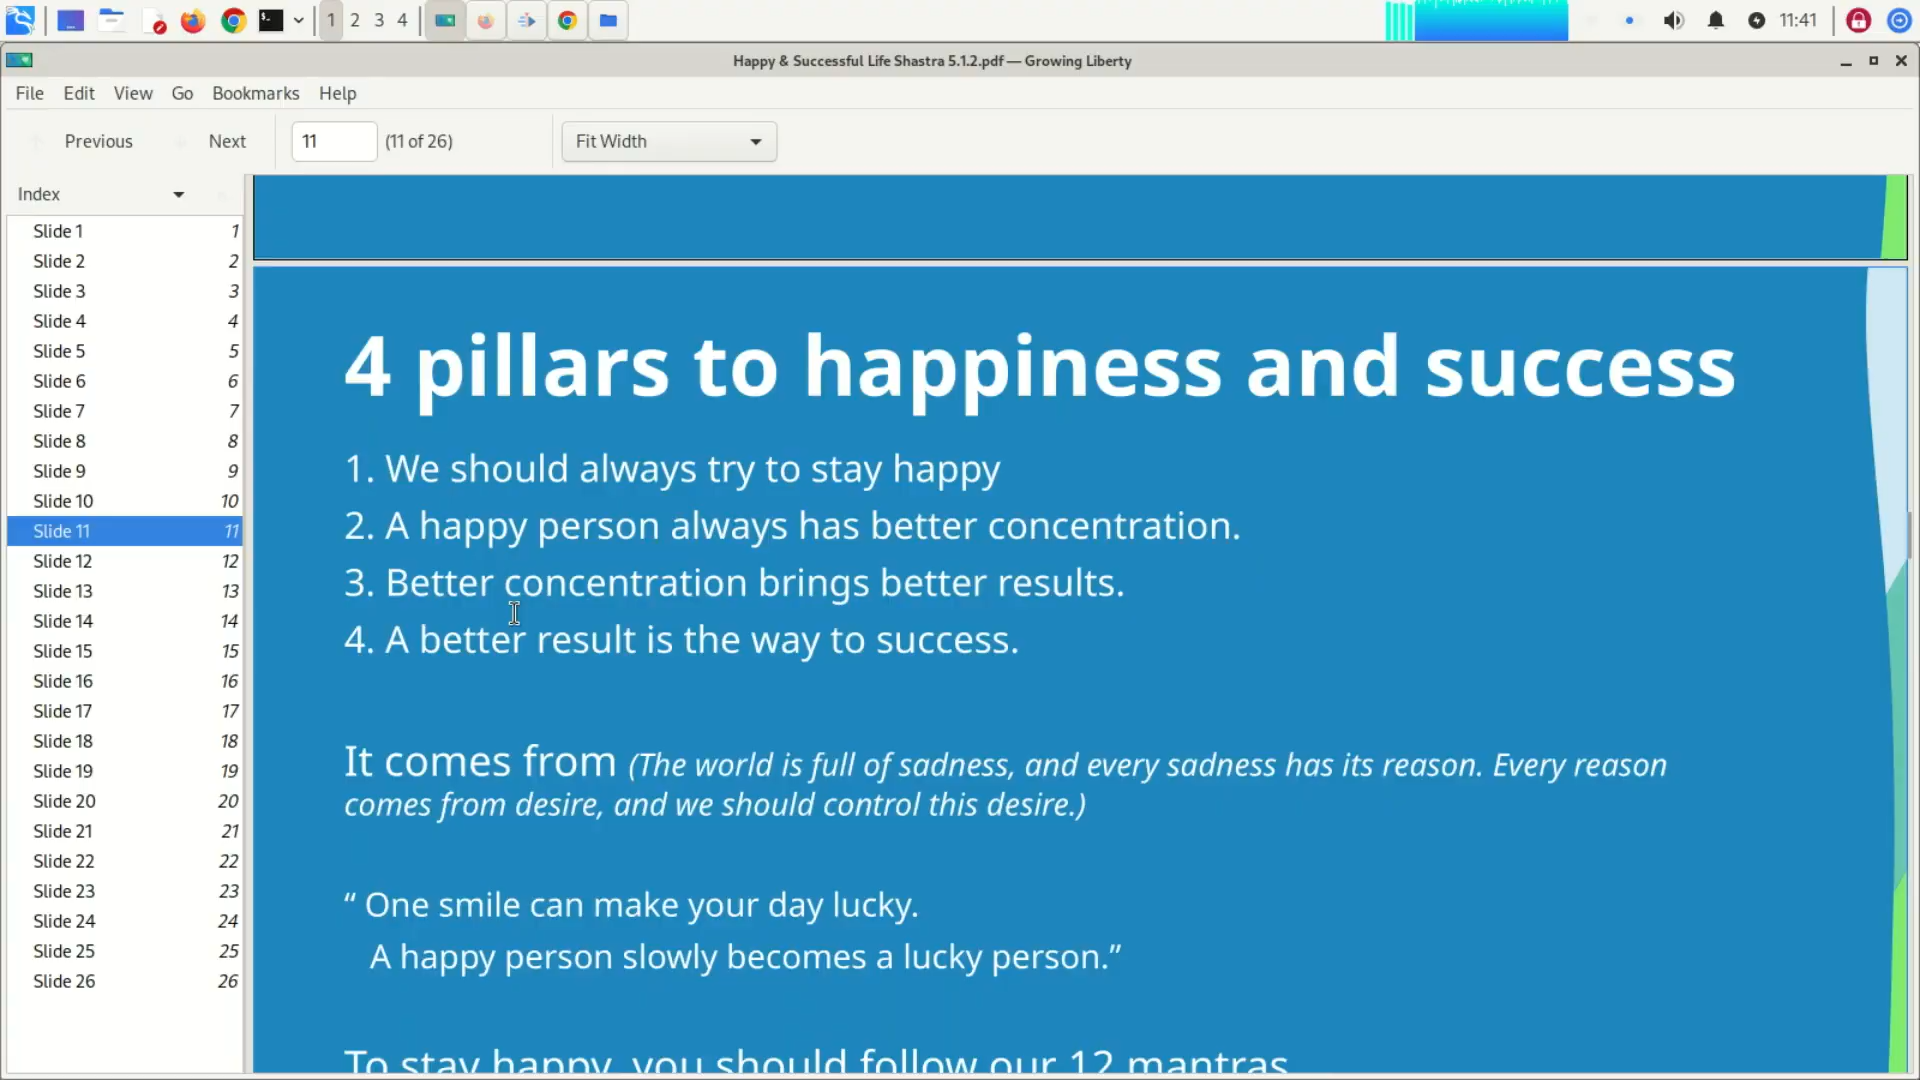 1 2 3 4
11:41
Happy & Successful Life Shastra 5.1.2.pdf — Growing Liberty
File Edit View Go Bookmarks Help
Previous Next 11 (11 of 26) Fit Width
Index
Slide 1 1
Slide 2 2
Slide 3 3
Slide 4 4
Slide 5 5
Slide 6 6
Slide 7 7
Slide 8 8
Slide 9 9
Slide 10 10
Slide 11 11
Slide 12 12
Slide 13 13
Slide 14 14
Slide 15 15
Slide 16 16
Slide 17 17
Slide 18 18
Slide 19 19
Slide 20 20
Slide 21 21
Slide 22 22
Slide 23 23
Slide 24 24
Slide 25 25
Slide 26 26
4 pillars to happiness and success
1. We should always try to stay happy
2. A happy person always has better concentration.
3. Better concentration brings better results.
4. A better result is the way to success.
It comes from (The world is full of sadness, and every sadness has its reason. Every reason
comes from desire, and we should control this desire.)
“ One smile can make your day lucky.
A happy person slowly becomes a lucky person.”
To stay happy, you should follow our 12 mantras